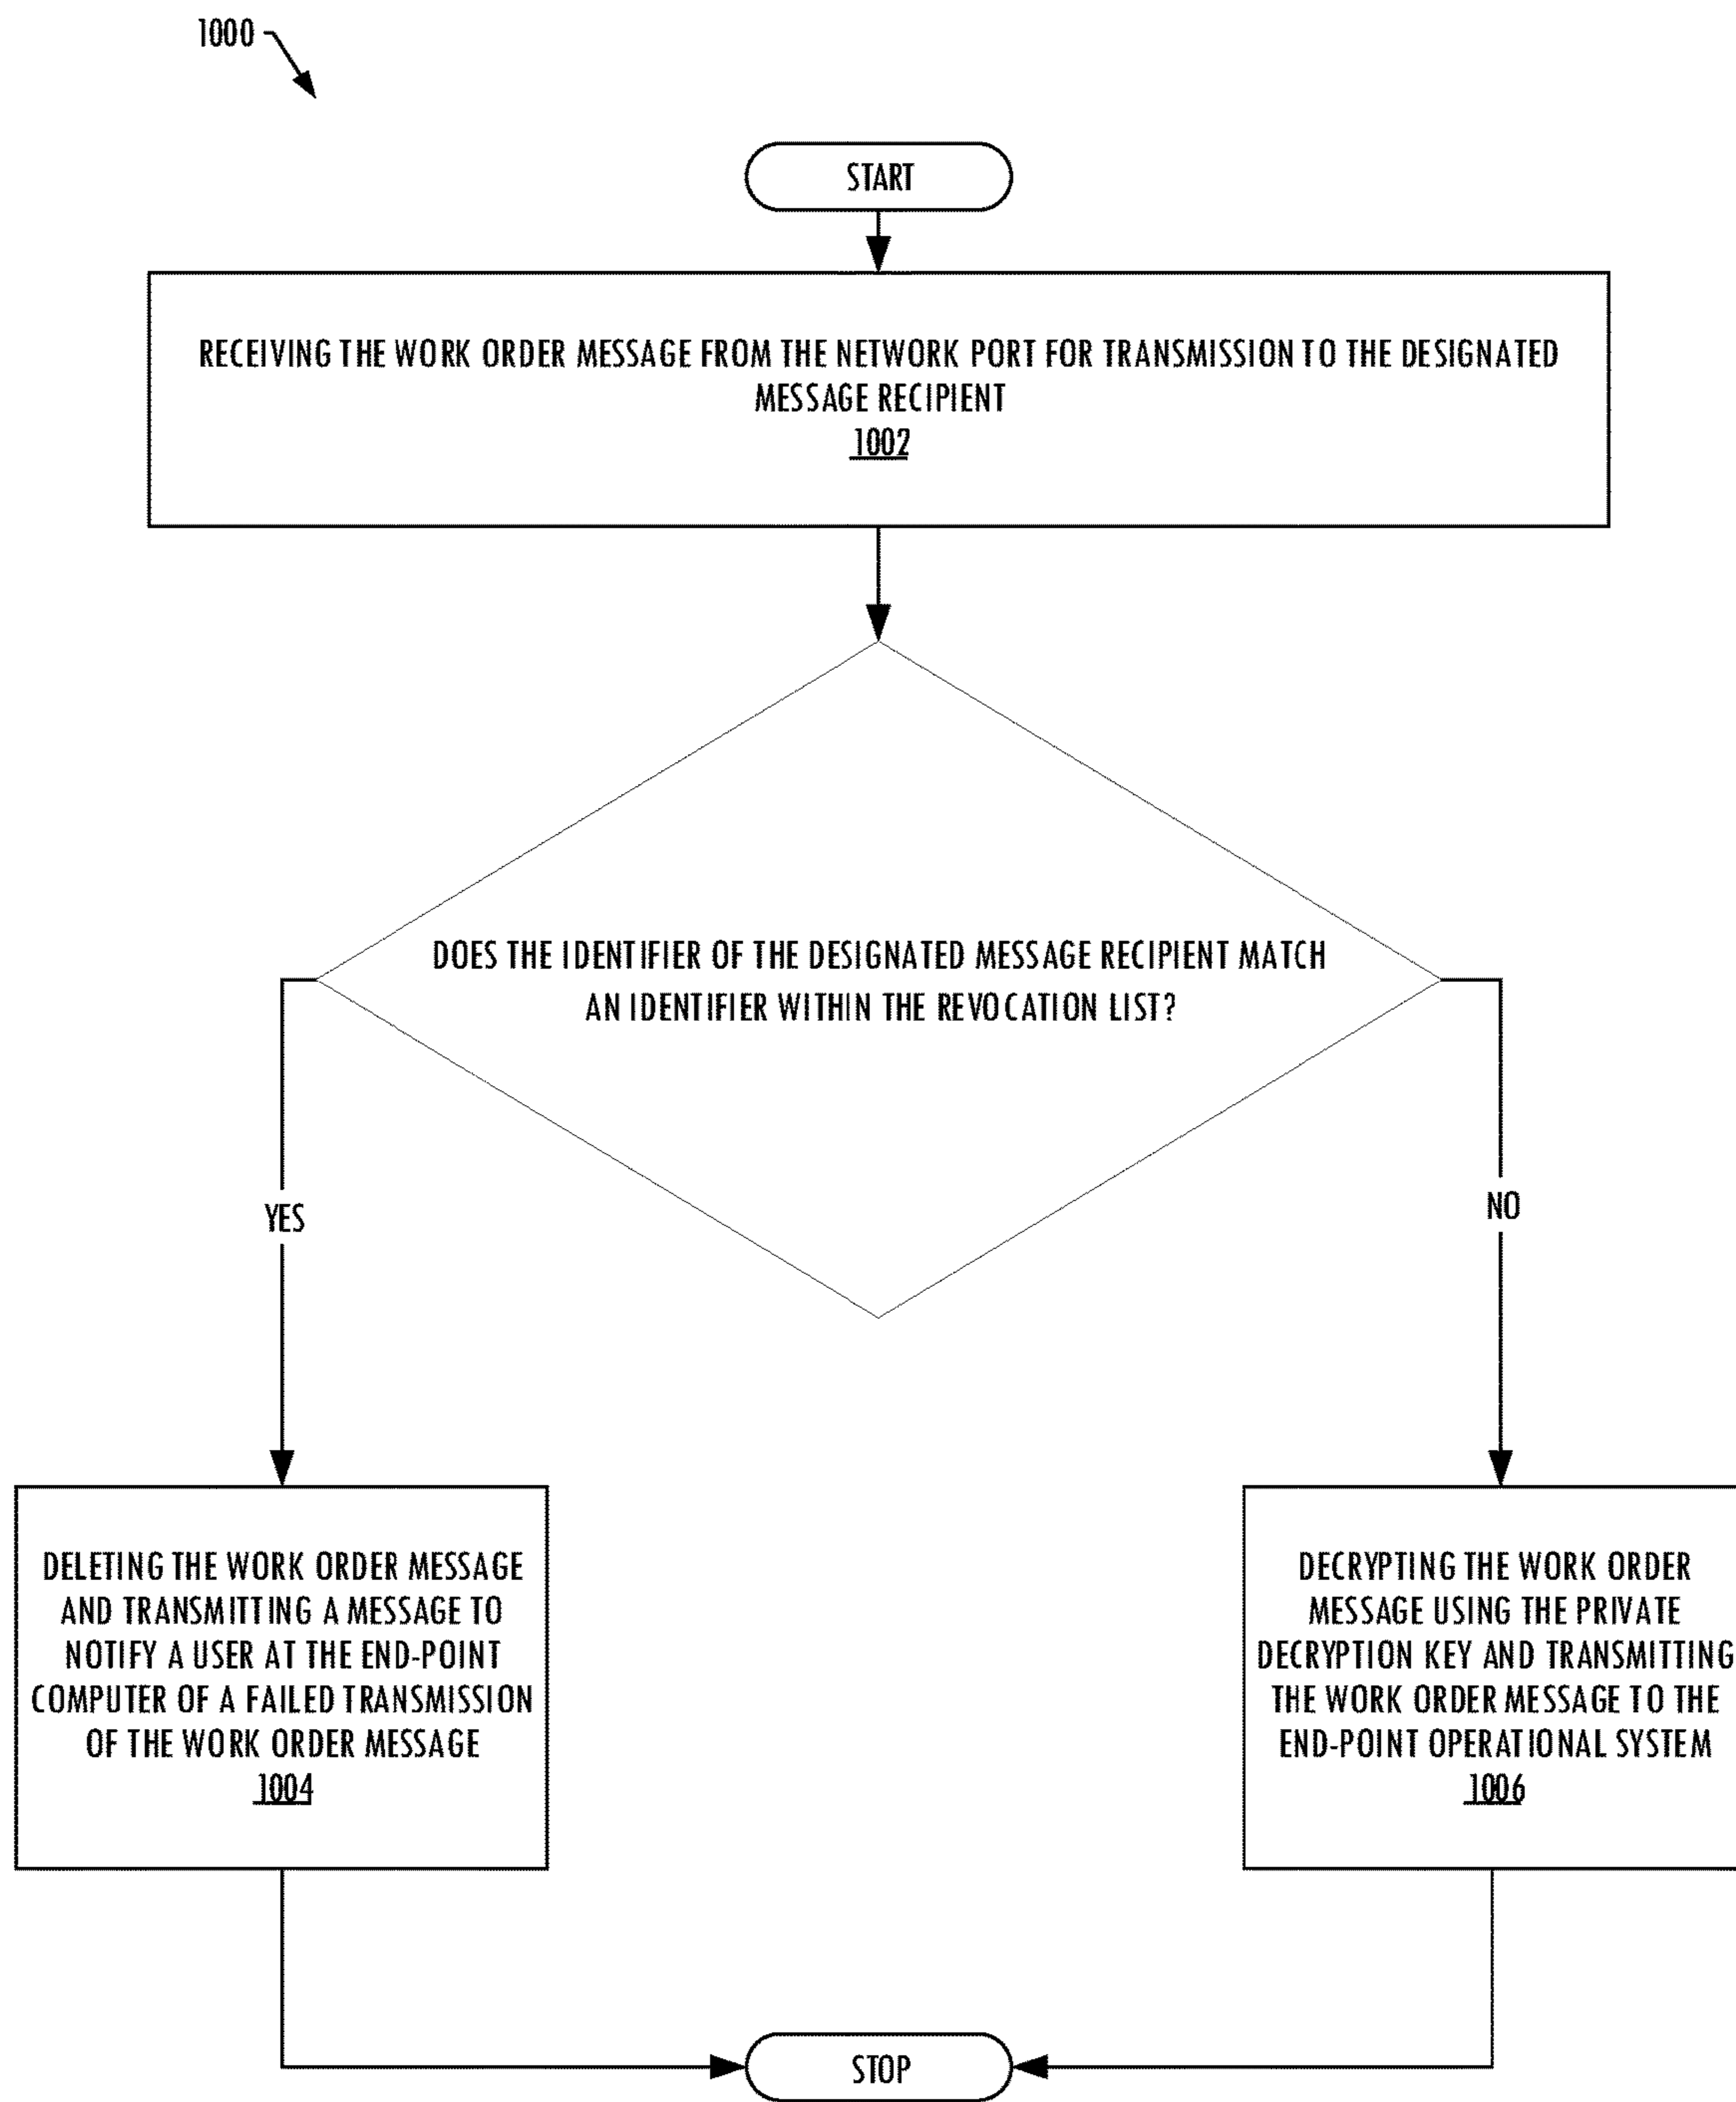 1000
START
RECEIVING THE WORK ORDER MESSAGE FROM THE NETWORK PORT FOR TRANSMISSION TO THE DESIGNATED
MESSAGE RECIPIENT
1002
DOES THE IDENTIFIER OF THE DESIGNATED MESSAGE RECIPIENT MATCH
AN IDENTIFIER WITHIN THE REVOCATION LIST?
YES
NO
DELETING THE WORK ORDER MESSAGE
AND TRANSMITTING A MESSAGE TO
NOTIFY A USER AT THE END-POINT
COMPUTER OF A FAILED TRANSMISSION
OF THE WORK ORDER MESSAGE
1004
DECRYPTING THE WORK ORDER
MESSAGE USING THE PRIVATE
DECRYPTION KEY AND TRANSMITTING
THE WORK ORDER MESSAGE TO THE
END-POINT OPERATIONAL SYSTEM
1006
STOP